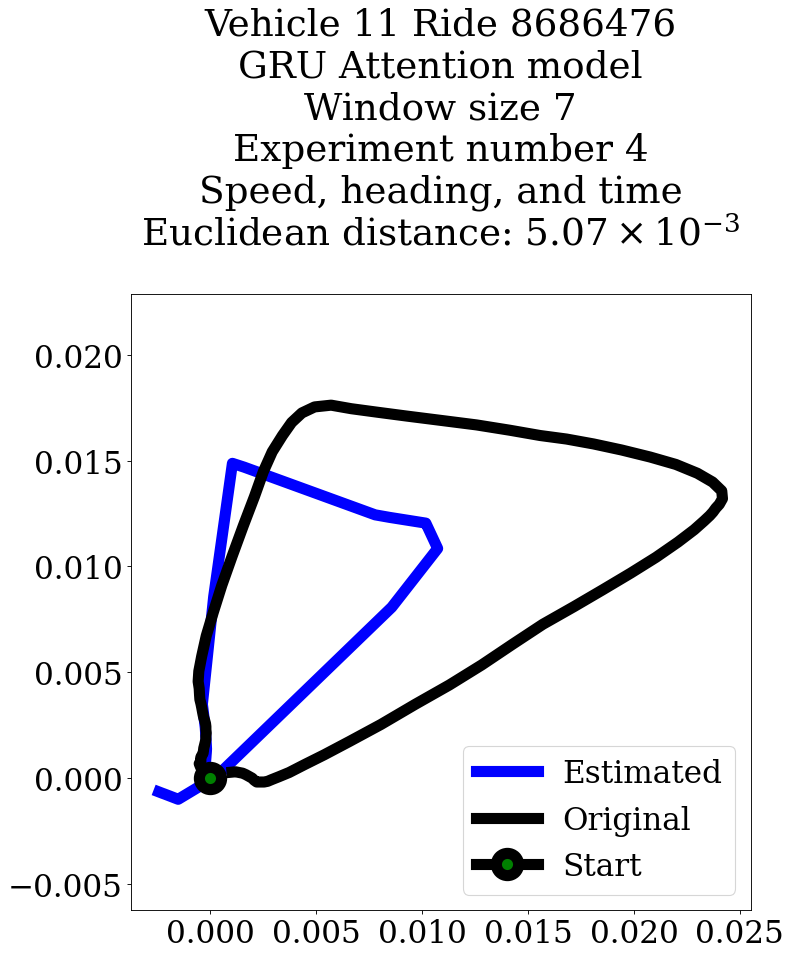 Vehicle 11 Ride 8686476
GRU Attention model
Window size 7
Experiment number 4
Speed, heading, and time
Euclidean distance: 5.07 × 10⁻³
0.020
0.015
0.010
0.005
0.000
−0.005
Estimated
Original
Start
0.000 0.005 0.010 0.015 0.020 0.025